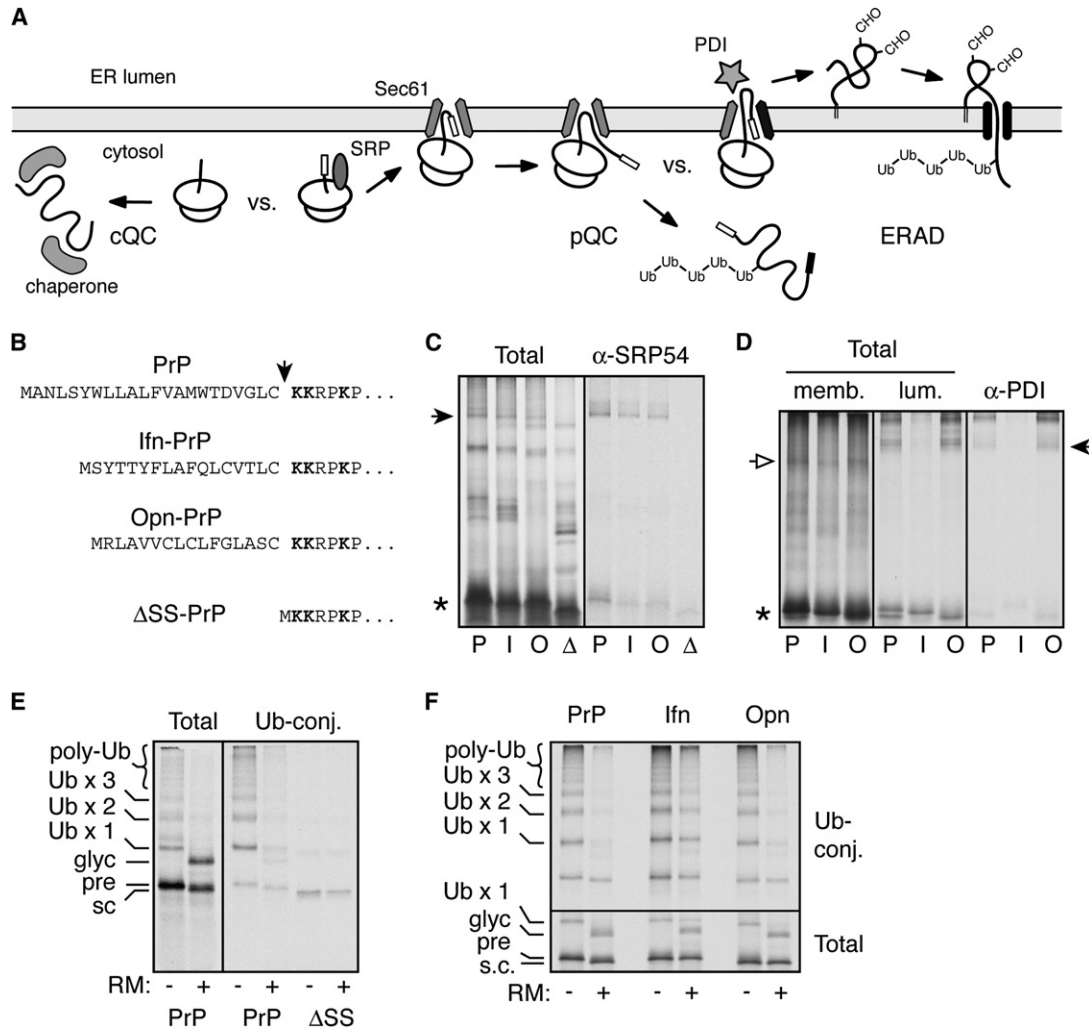 A
ER lumen
Sec61
PDI
CHO
CHO
CHO
CHO
cytosol
SRP
vs.
vs.
cQC
pQC
ERAD
chaperone
Ub Ub Ub Ub
Ub Ub Ub Ub
B
PrP
MANLSYWLLALFVAMWTDVGLC KKRPKP...
Ifn-PrP
MSYTTYFLAFQLCVTLC KKRPKP...
Opn-PrP
MRLAVVCLCLFGLASC KKRPKP...
ΔSS-PrP
MKKRPKP...
C
Total α-SRP54
*
P I O Δ P I O Δ
D
Total
memb. lum. α-PDI
*
P I O P I O P I O
E
Total Ub-conj.
poly-Ub
Ub x 3
Ub x 2
Ub x 1
glyc
pre
sc
RM: - + - + - +
PrP PrP ΔSS
F
PrP Ifn Opn
poly-Ub
Ub x 3
Ub x 2
Ub x 1
Ub-
conj.
Ub x 1
glyc
pre
s.c.
Total
RM: - + - + - +